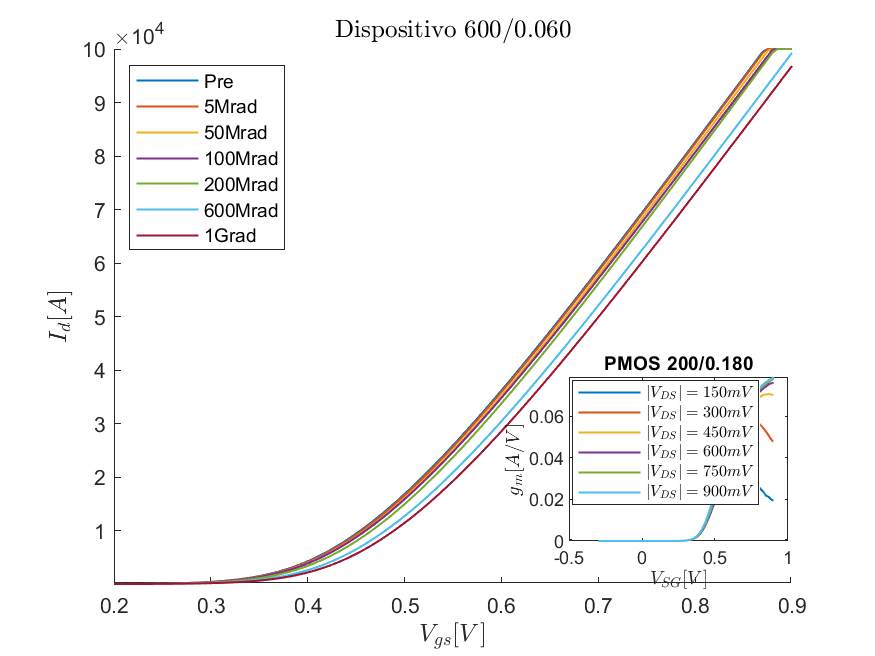 Dispositivo 600/0.060
×10⁴
10
9
8
7
6
5
4
3
2
1
I_d[A]
Pre
5Mrad
50Mrad
100Mrad
200Mrad
600Mrad
1Grad
0.2 0.3 0.4 0.5 0.6 0.7 0.8 0.9
V_gs[V]
PMOS 200/0.180
|V_DS| = 150mV
|V_DS| = 300mV
|V_DS| = 450mV
|V_DS| = 600mV
|V_DS| = 750mV
|V_DS| = 900mV
g_m[A/V]
0.06
0.04
0.02
0
-0.5 0 0.5 1
V_SG[V]